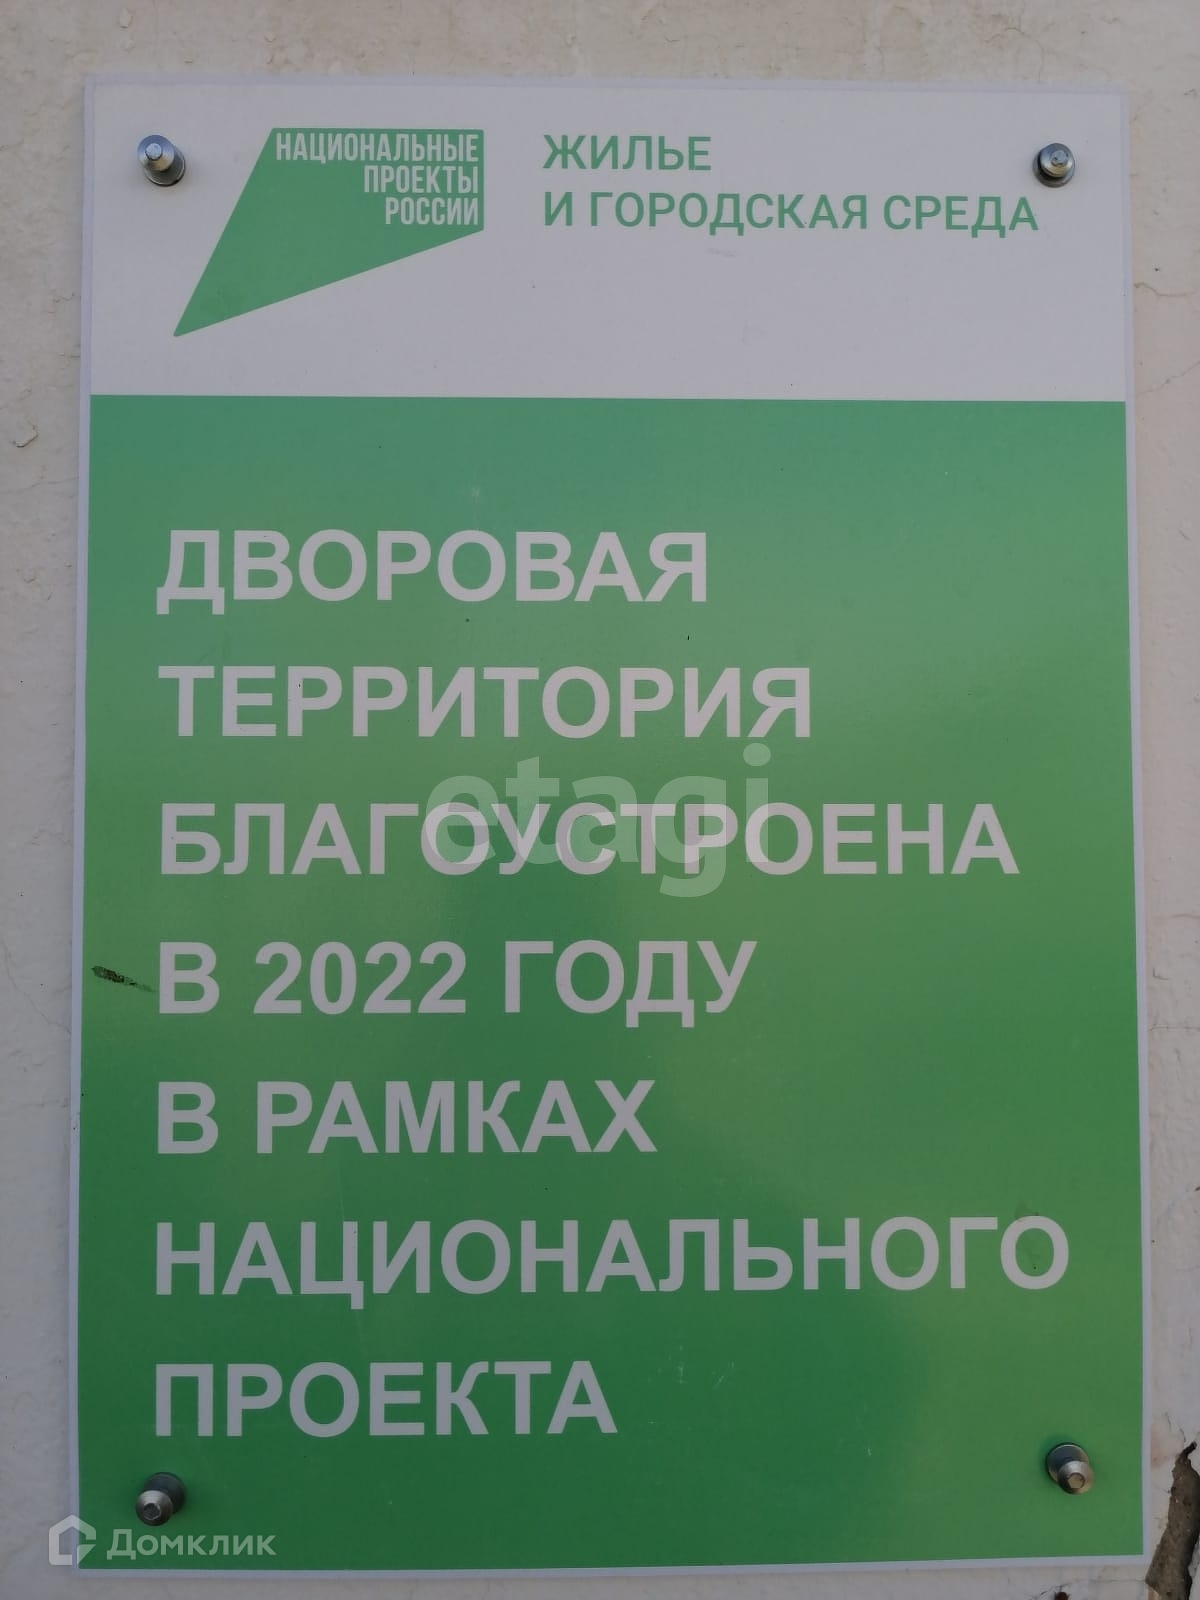 НАЦИОНАЛЬНЫЕ
ПРОЕКТЫ
РОССИИ
ЖИЛЬЕ
И ГОРОДСКАЯ СРЕДА
ДВОРОВАЯ
ТЕРРИТОРИЯ
БЛАГОУСТРОЕНА
В 2022 ГОДУ
В РАМКАХ
НАЦИОНАЛЬНОГО
ПРОЕКТА
etagi
Домклик